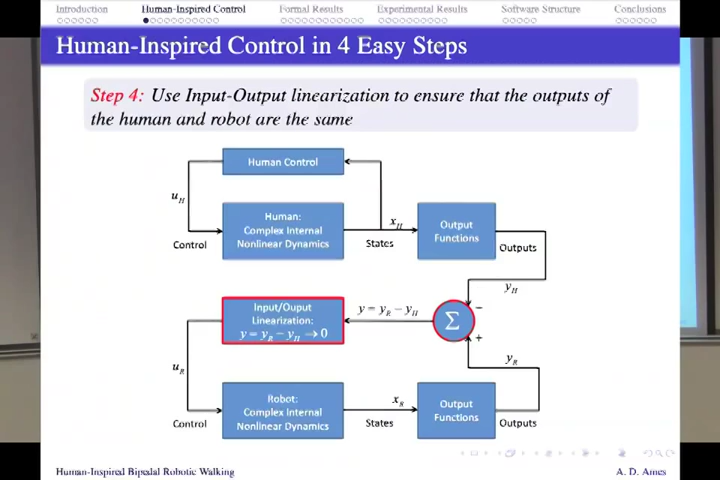 Introduction Human-Inspired Control Formal Results Experimental Results Software Structure Conclusions
Human-Inspired Control in 4 Easy Steps
Step 4: Use Input-Output linearization to ensure that the outputs of
the human and robot are the same
Human Control
u_H
Human:
Complex Internal
Nonlinear Dynamics
x_H
Output
Functions
Control
States
Outputs
y_H
Input/Ouput
Linearization:
y = y_R − y_H → 0
y = y_R − y_H
Σ
−
+
y_R
u_R
Robot:
Complex Internal
Nonlinear Dynamics
x_R
Output
Functions
Control
States
Outputs
Human-Inspired Bipedal Robotic Walking A. D. Ames